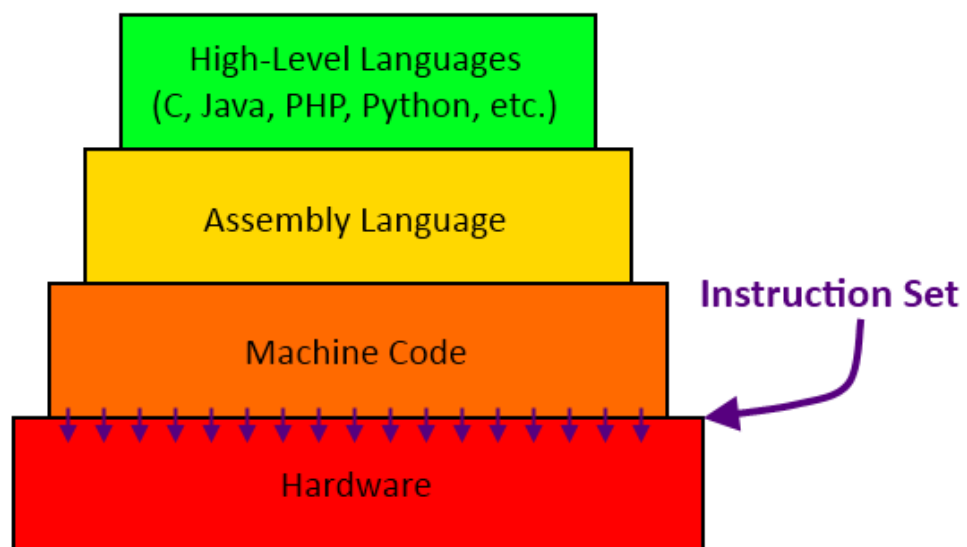 High-Level Languages
(C, Java, PHP, Python, etc.)
Assembly Language
Instruction Set
Machine Code
Hardware